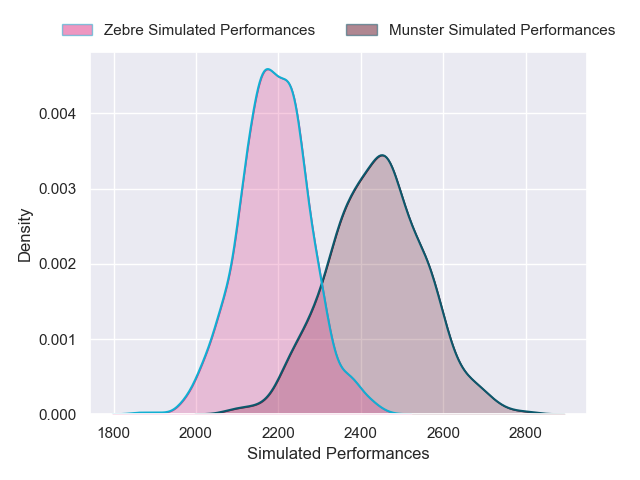 Zebre Simulated Performances Munster Simulated Performances
0.004
0.003
0.002
0.001
0.000
Density
1800 2000 2200 2400 2600 2800
Simulated Performances